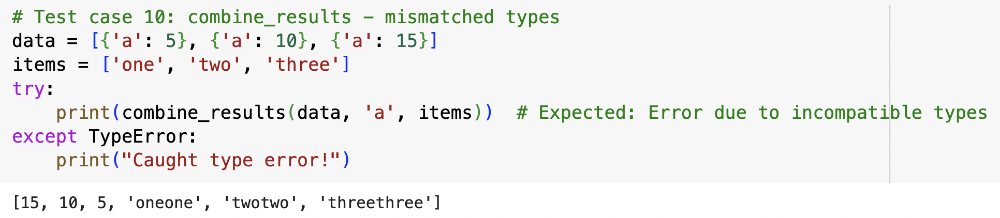 # Test case 10: combine_results - mismatched types
data = [{'a': 5}, {'a': 10}, {'a': 15}]
items = ['one', 'two', 'three']
try:
    print(combine_results(data, 'a', items))  # Expected: Error due to incompatible types
except TypeError:
    print("Caught type error!")
[15, 10, 5, 'oneone', 'twotwo', 'threethree']